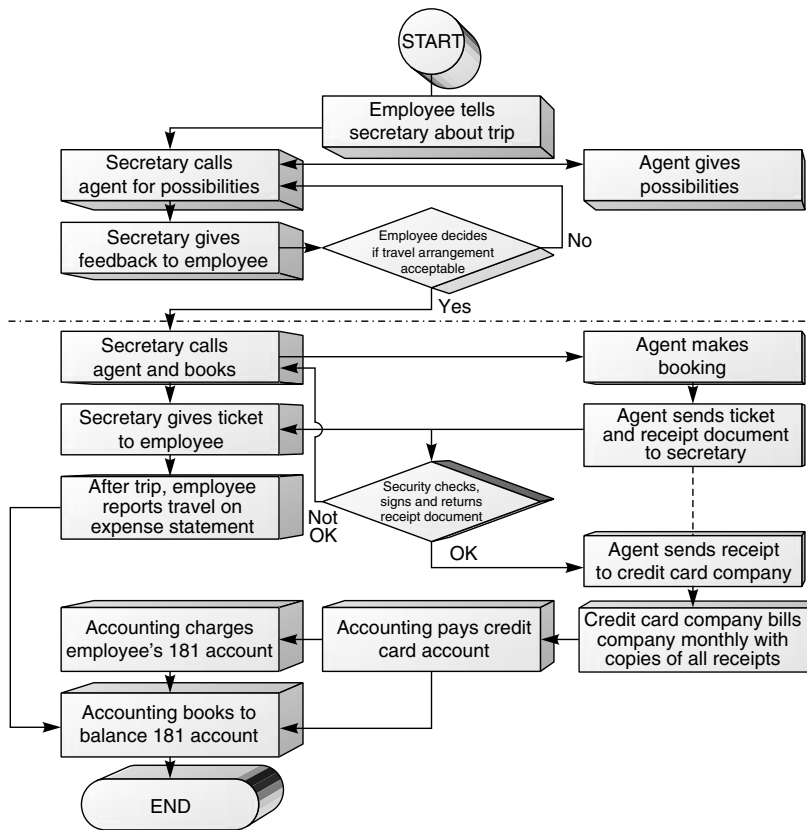 START
Employee tells
secretary about trip
Secretary calls
agent for possibilities
Agent gives
possibilities
Secretary gives
feedback to employee
Employee decides
if travel arrangement
acceptable
No
Yes
Secretary calls
agent and books
Agent makes
booking
Secretary gives ticket
to employee
Agent sends ticket
and receipt document
to secretary
After trip, employee
reports travel on
expense statement
Security checks,
signs and returns
receipt document
Not
OK
OK
Agent sends receipt
to credit card company
Accounting charges
employee's 181 account
Accounting pays credit
card account
Credit card company bills
company monthly with
copies of all receipts
Accounting books to
balance 181 account
END